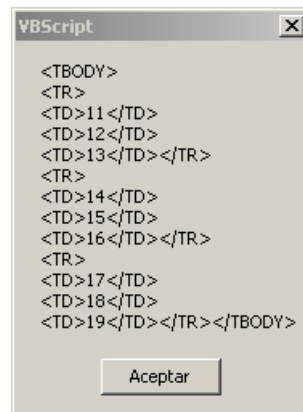 VBScript
<TBODY>
<TR>
<TD>11</TD>
<TD>12</TD>
<TD>13</TD></TR>
<TR>
<TD>14</TD>
<TD>15</TD>
<TD>16</TD></TR>
<TR>
<TD>17</TD>
<TD>18</TD>
<TD>19</TD></TR></TBODY>
Aceptar